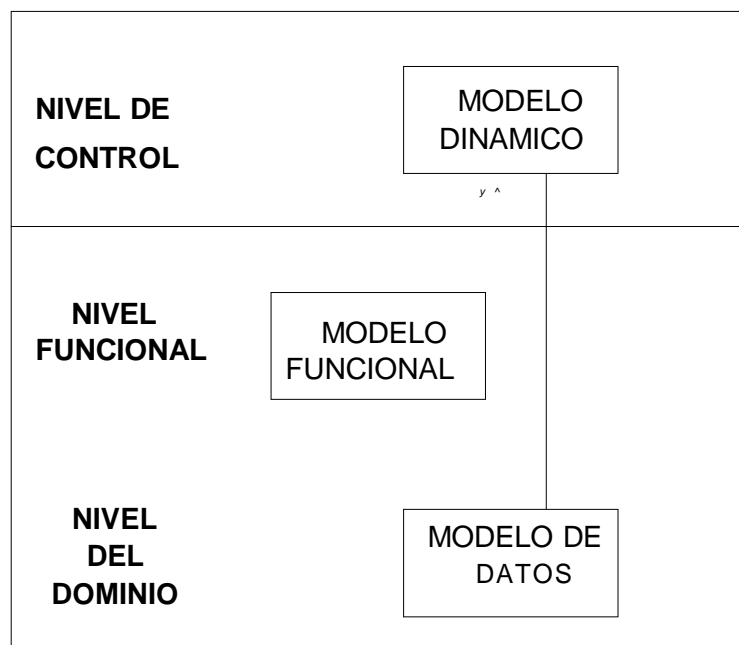 NIVEL DE
CONTROL
MODELO
DINAMICO
y ^
NIVEL
FUNCIONAL
MODELO
FUNCIONAL
NIVEL
DEL
DOMINIO
MODELO DE
DATOS